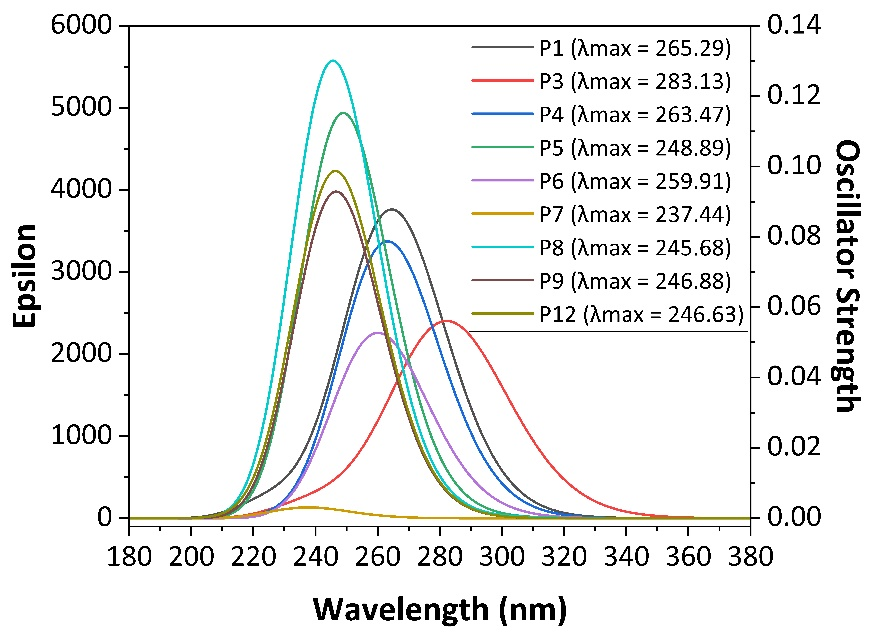 6000
5000
4000
3000
2000
1000
0
Epsilon
0.14
0.12
0.10
0.08
0.06
0.04
0.02
0.00
Oscillator Strength
P1 (λmax = 265.29)
P3 (λmax = 283.13)
P4 (λmax = 263.47)
P5 (λmax = 248.89)
P6 (λmax = 259.91)
P7 (λmax = 237.44)
P8 (λmax = 245.68)
P9 (λmax = 246.88)
P12 (λmax = 246.63)
180 200 220 240 260 280 300 320 340 360 380
Wavelength (nm)